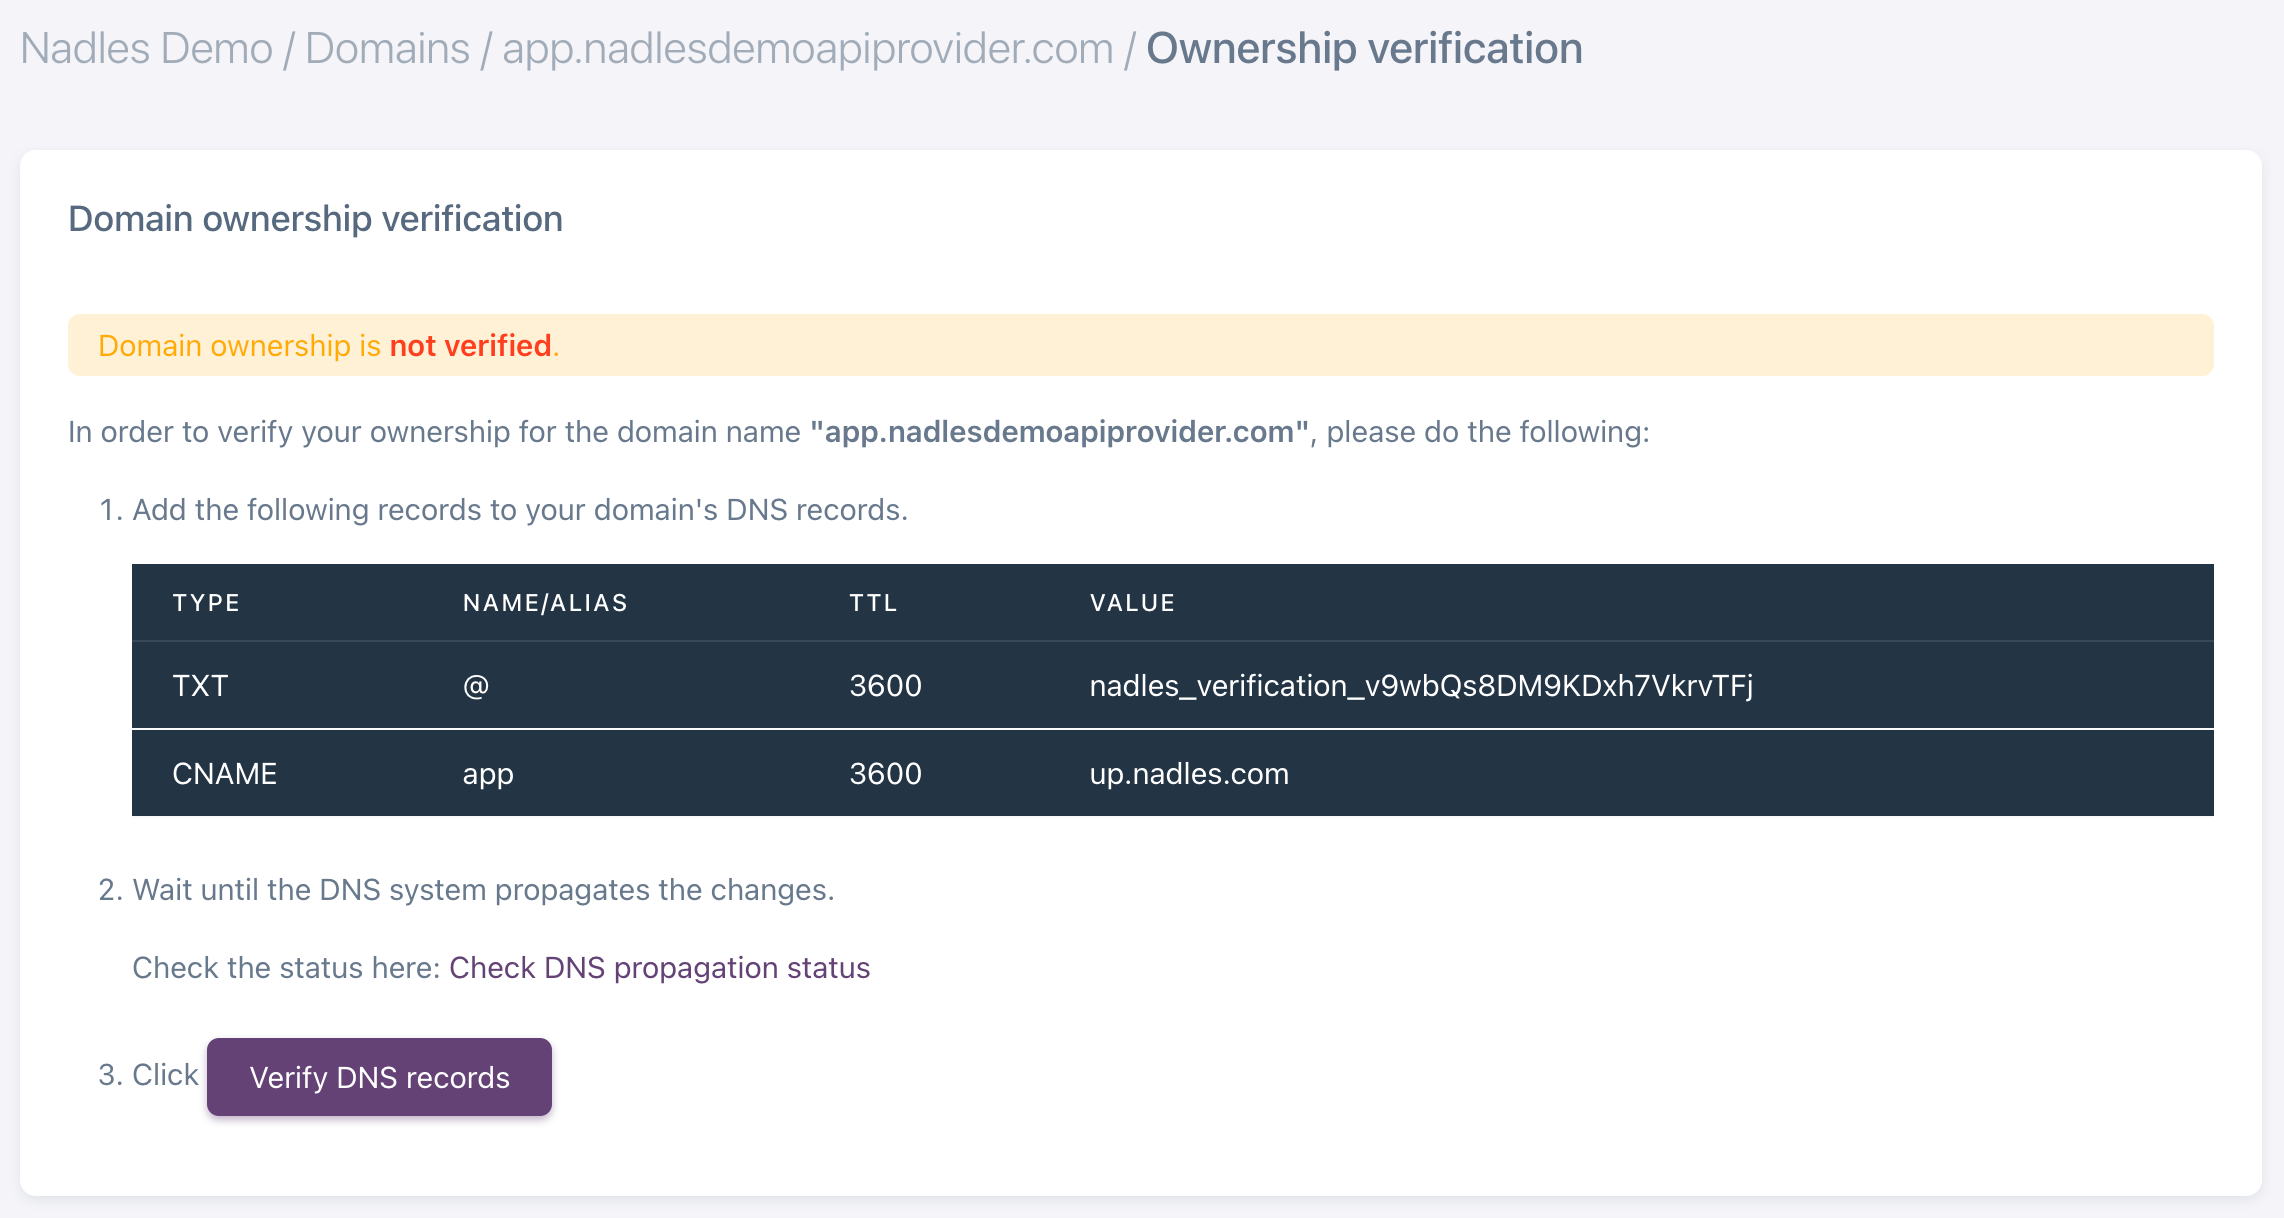 Nadles Demo / Domains / app.nadlesdemoapiprovider.com / Ownership verification
Domain ownership verification
Domain ownership is not verified.
In order to verify your ownership for the domain name "app.nadlesdemoapiprovider.com", please do the following:
1. Add the following records to your domain's DNS records.
TYPE NAME/ALIAS TTL VALUE
TXT @ 3600 nadles_verification_v9wbQs8DM9KDxh7VkrvTFj
CNAME app 3600 up.nadles.com
2. Wait until the DNS system propagates the changes.
Check the status here: Check DNS propagation status
3. Click Verify DNS records